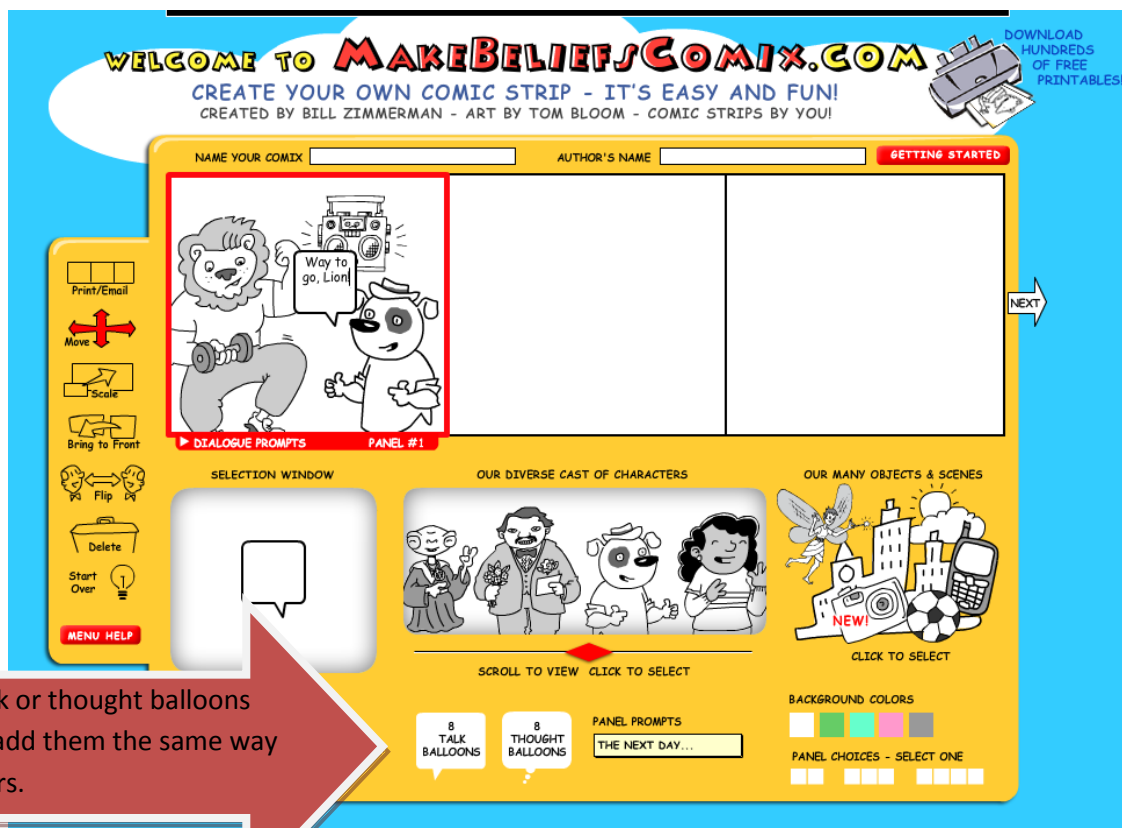 WELCOME TO MAKEBELIEFSCOMIX.COM
DOWNLOAD
HUNDREDS
OF FREE
PRINTABLES!
CREATE YOUR OWN COMIC STRIP - IT'S EASY AND FUN!
CREATED BY BILL ZIMMERMAN - ART BY TOM BLOOM - COMIC STRIPS BY YOU!
NAME YOUR COMIX
AUTHOR'S NAME
GETTING STARTED
Way to
go, Lion!
Print/Email
Move
Scale
Bring to Front
Flip
Delete
Start
Over
MENU HELP
NEXT
DIALOGUE PROMPTS
PANEL #1
SELECTION WINDOW
OUR DIVERSE CAST OF CHARACTERS
OUR MANY OBJECTS & SCENES
NEW!
SCROLL TO VIEW CLICK TO SELECT
CLICK TO SELECT
or thought balloons
add them the same way
8
TALK
BALLOONS
8
THOUGHT
BALLOONS
PANEL PROMPTS
THE NEXT DAY...
BACKGROUND COLORS
PANEL CHOICES - SELECT ONE